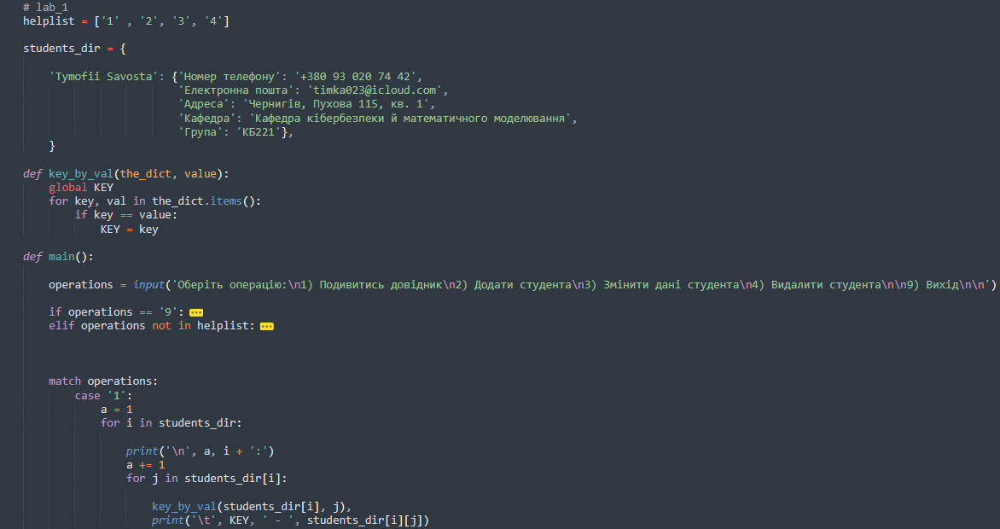 # lab_1
helplist = ['1' , '2', '3', '4']
students_dir = {
'Tymofii Savosta': {'Номер телефону': '+380 93 020 74 42',
'Електронна пошта': 'timka023@icloud.com',
'Адреса': 'Чернигів, Пухова 115, кв. 1',
'Кафедра': 'Кафедра кібербезпеки й математичного моделювання',
'Група': 'КБ221'},
}
def key_by_val(the_dict, value):
global KEY
for key, val in the_dict.items():
if key == value:
KEY = key
def main():
operations = input('Оберіть операцію:\n1) Подивитись довідник\n2) Додати студента\n3) Змінити дані студента\n4) Видалити студента\n\n9) Вихід\n\n')
if operations == '9':
elif operations not in helplist:
match operations:
case '1':
a = 1
for i in students_dir:
print('\n', a, i + ':')
a += 1
for j in students_dir[i]:
key_by_val(students_dir[i], j),
print('\t', KEY, ' - ', students_dir[i][j])